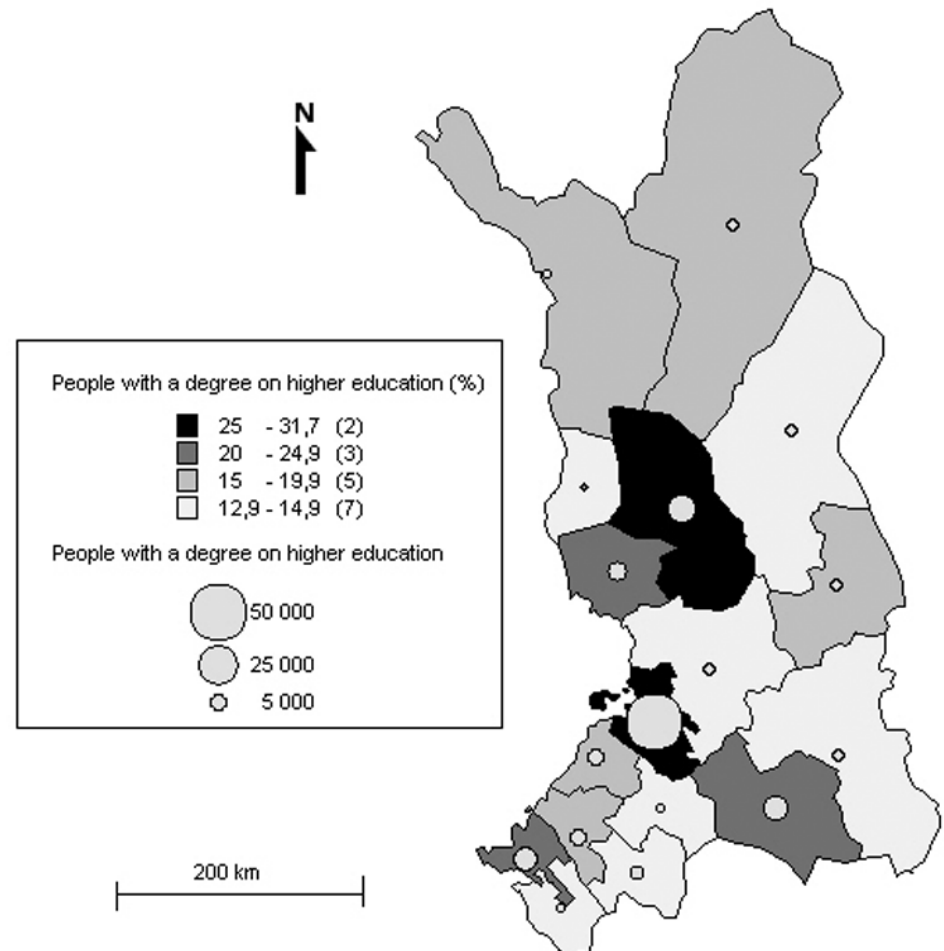 N
People with a degree on higher education (%)
25 - 31,7 (2)
20 - 24,9 (3)
15 - 19,9 (5)
12,9 - 14,9 (7)
People with a degree on higher education
50 000
25 000
5 000
200 km